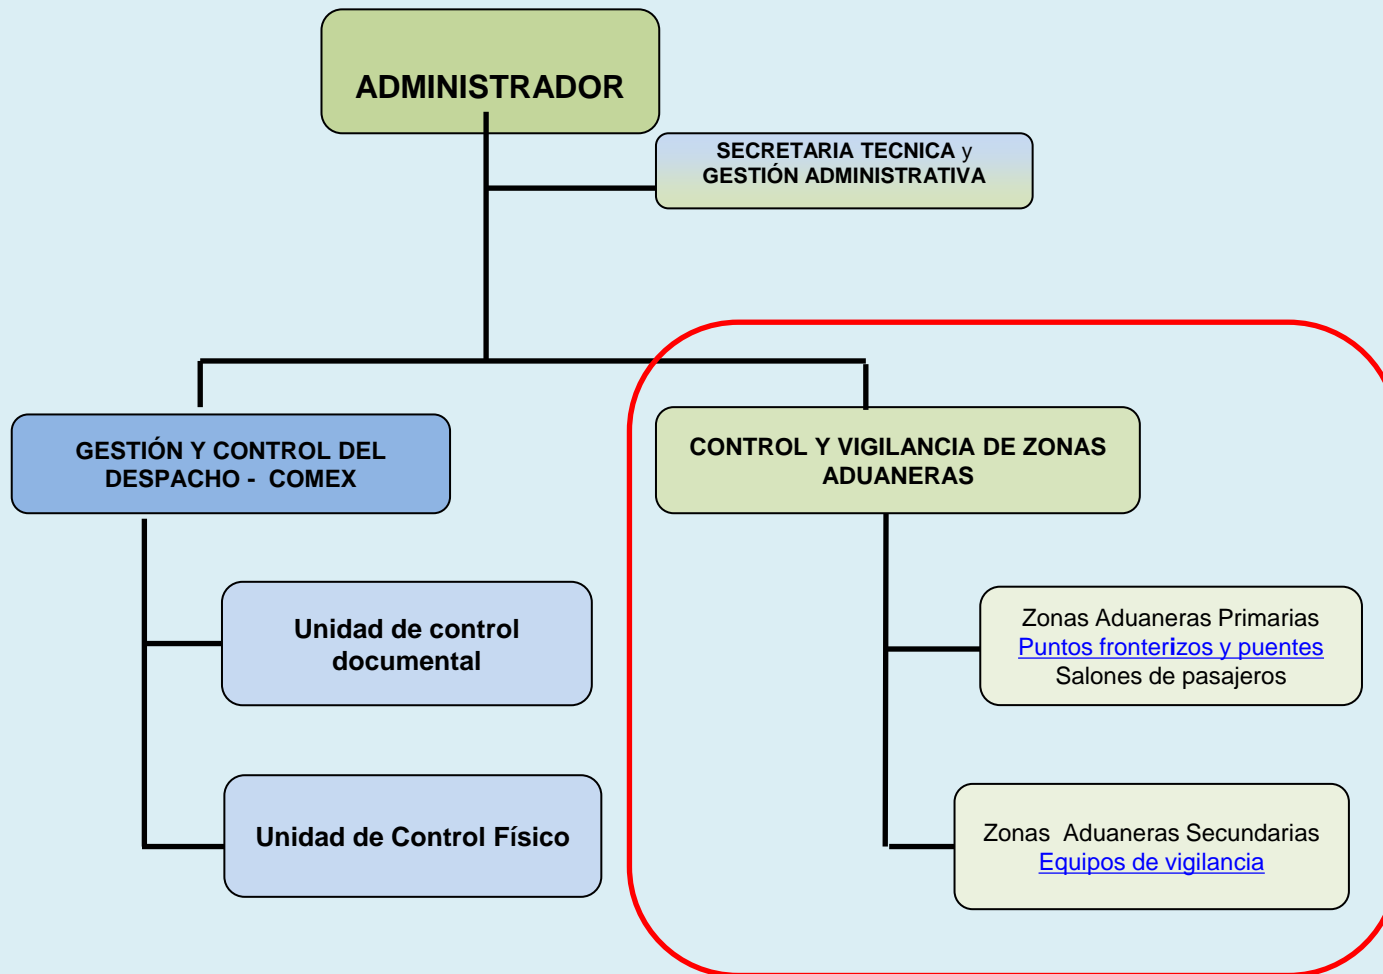 ADMINISTRADOR
SECRETARIA TECNICA y
GESTIÓN ADMINISTRATIVA
GESTIÓN Y CONTROL DEL
DESPACHO - COMEX
CONTROL Y VIGILANCIA DE ZONAS
ADUANERAS
Unidad de control
documental
Zonas Aduaneras Primarias
Puntos fronterizos y puentes
Salones de pasajeros
Unidad de Control Físico
Zonas Aduaneras Secundarias
Equipos de vigilancia